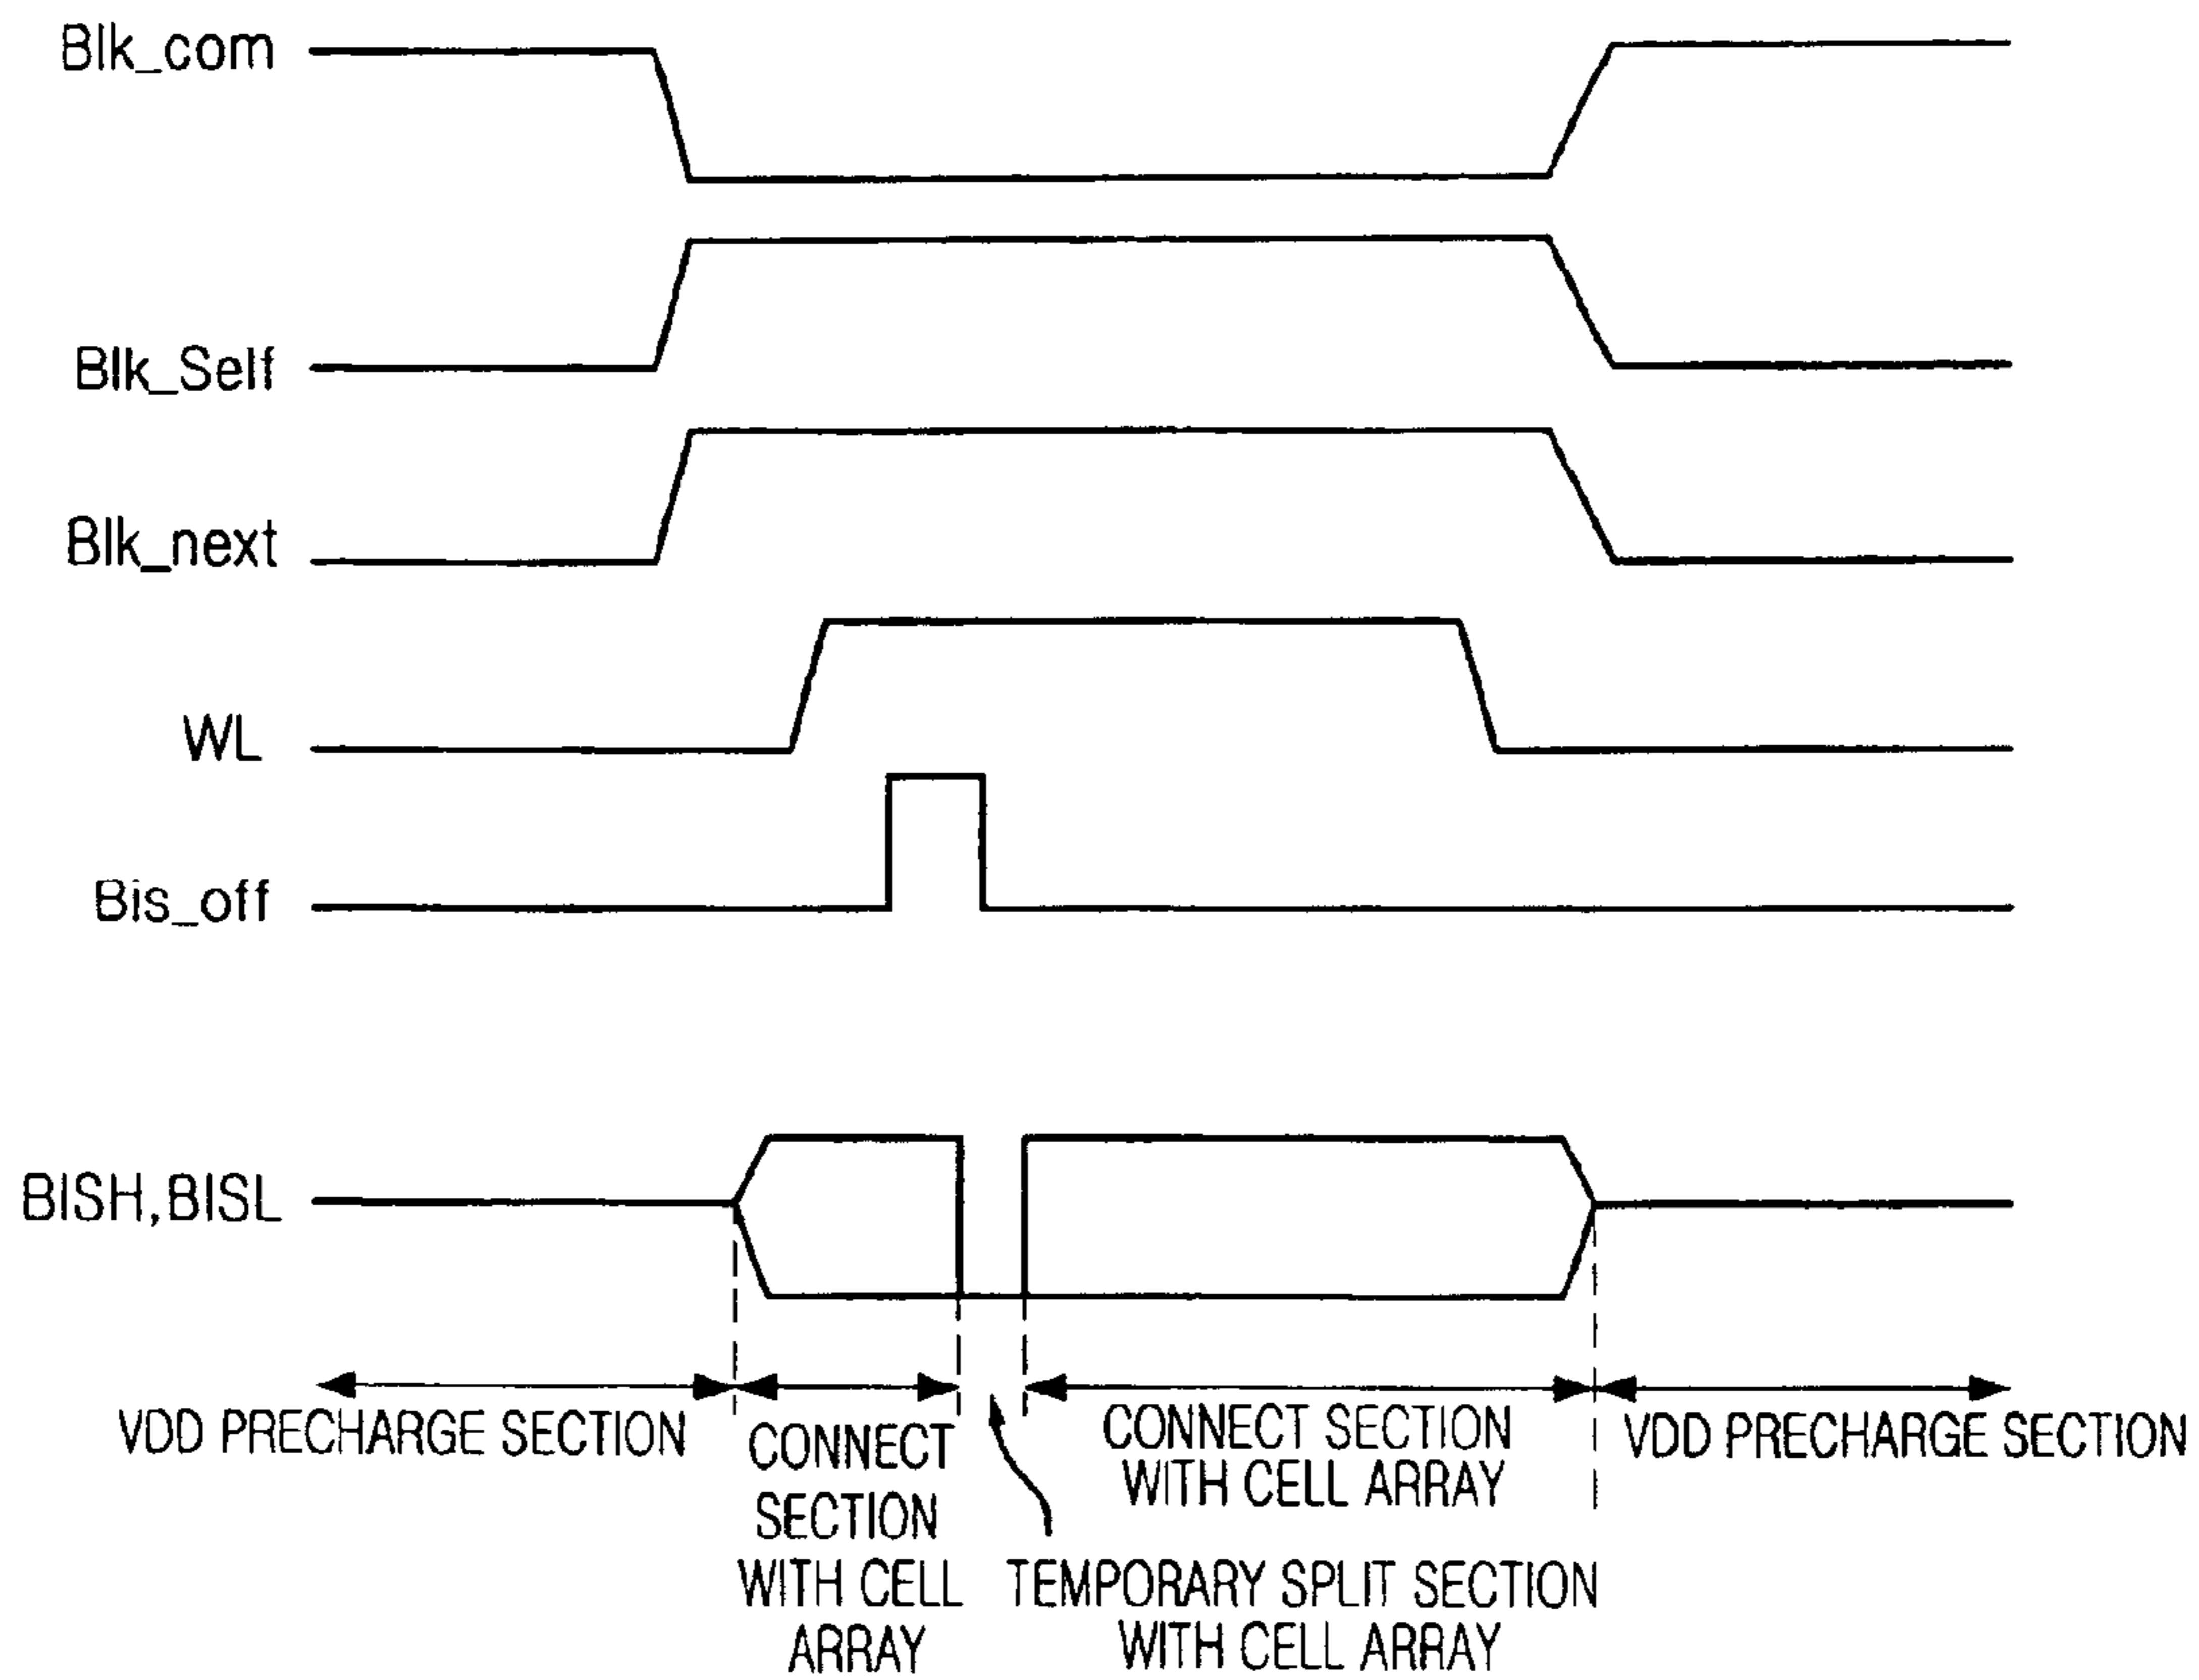 Blk_com
Blk_Self
Blk_next
WL
Bis_off
BISH,BISL
VDD PRECHARGE SECTION
CONNECT
SECTION
WITH CELL
ARRAY
TEMPORARY SPLIT SECTION
WITH CELL ARRAY
CONNECT SECTION
WITH CELL ARRAY
VDD PRECHARGE SECTION